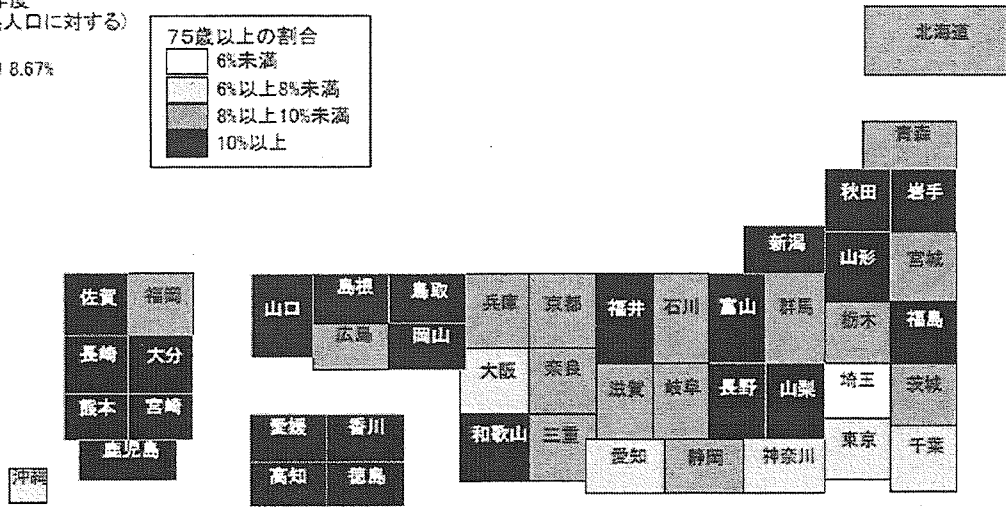 人口に対する）
8.67%
75歳以上の割合
6%未満
6%以上8%未満
8%以上10%未満
10%以上
北海道
青森
秋田 岩手
新潟 山形 宮城
佐賀 福岡 山口 島根 鳥取 兵庫 京都 福井 石川 富山 群馬 栃木 福島
広島 岡山
長崎 大分 大阪 奈良 滋賀 岐阜 長野 山梨 埼玉 茨城
熊本 宮崎 愛媛 香川 和歌山 三重 愛知 静岡 神奈川 東京 千葉
鹿児島
沖縄 高知 徳島